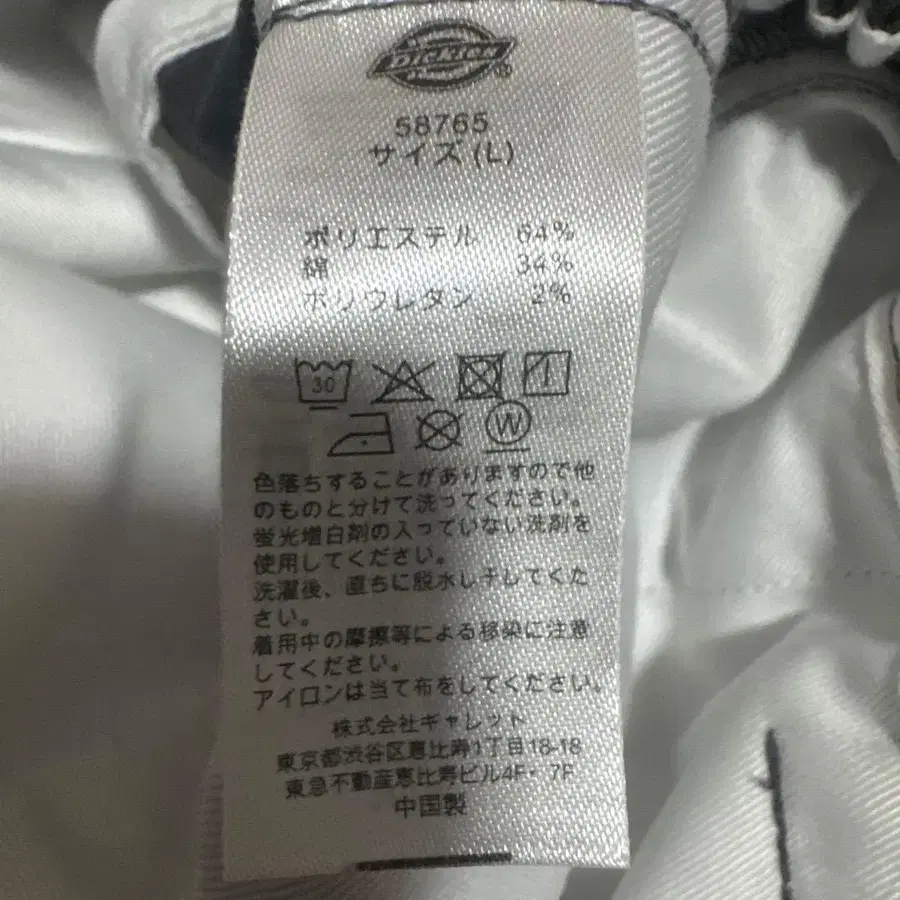 Dickies®
58765
サイズ(L)
ポリエステル 64%
綿 34%
ポリウレタン 2%
30
W
色落ちすることがありますので他
のものと分けて洗ってください。
蛍光増白剤の入っていない洗剤を
使用してください。
洗濯後、直ちに脱水し干してくだ
さい。
着用中の摩擦等による移染に注意
してください。
アイロンは当て布をしてください。
株式会社ギャレット
東京都渋谷区恵比寿1丁目18-18
東急不動産恵比寿ビル4F・7F
中国製